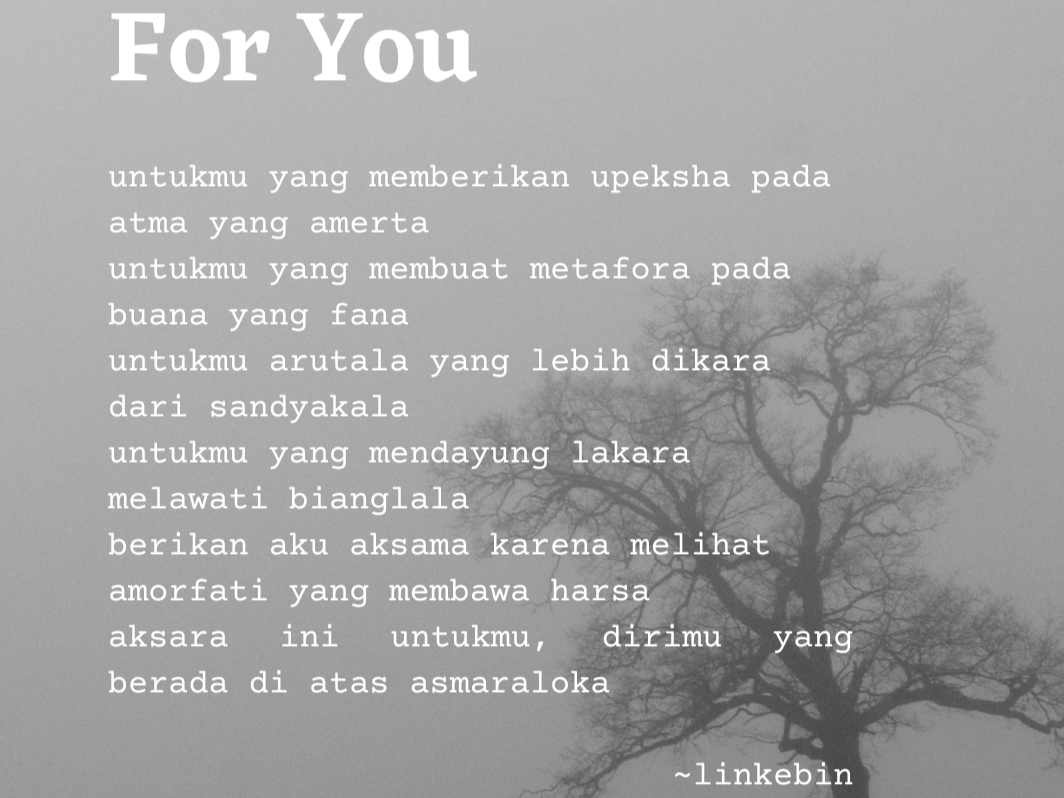 For You
untukmu yang memberikan upeksha pada
atma yang amerta
untukmu yang membuat metafora pada
buana yang fana
untukmu arutala yang lebih dikara
dari sandyakala
untukmu yang mendayung lakara
melawati bianglala
berikan aku aksama karena melihat
amorfati yang membawa harsa
aksara ini untukmu, dirimu yang
berada di atas asmaraloka
~linkebin